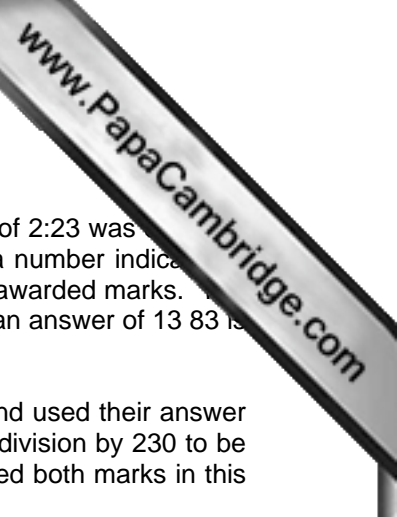 www.PapaCambridge.com
of 2:23 was
a number
awarded marks.
an answer of 13 83 is
nd used their answer
division by 230 to be
ed both marks in this